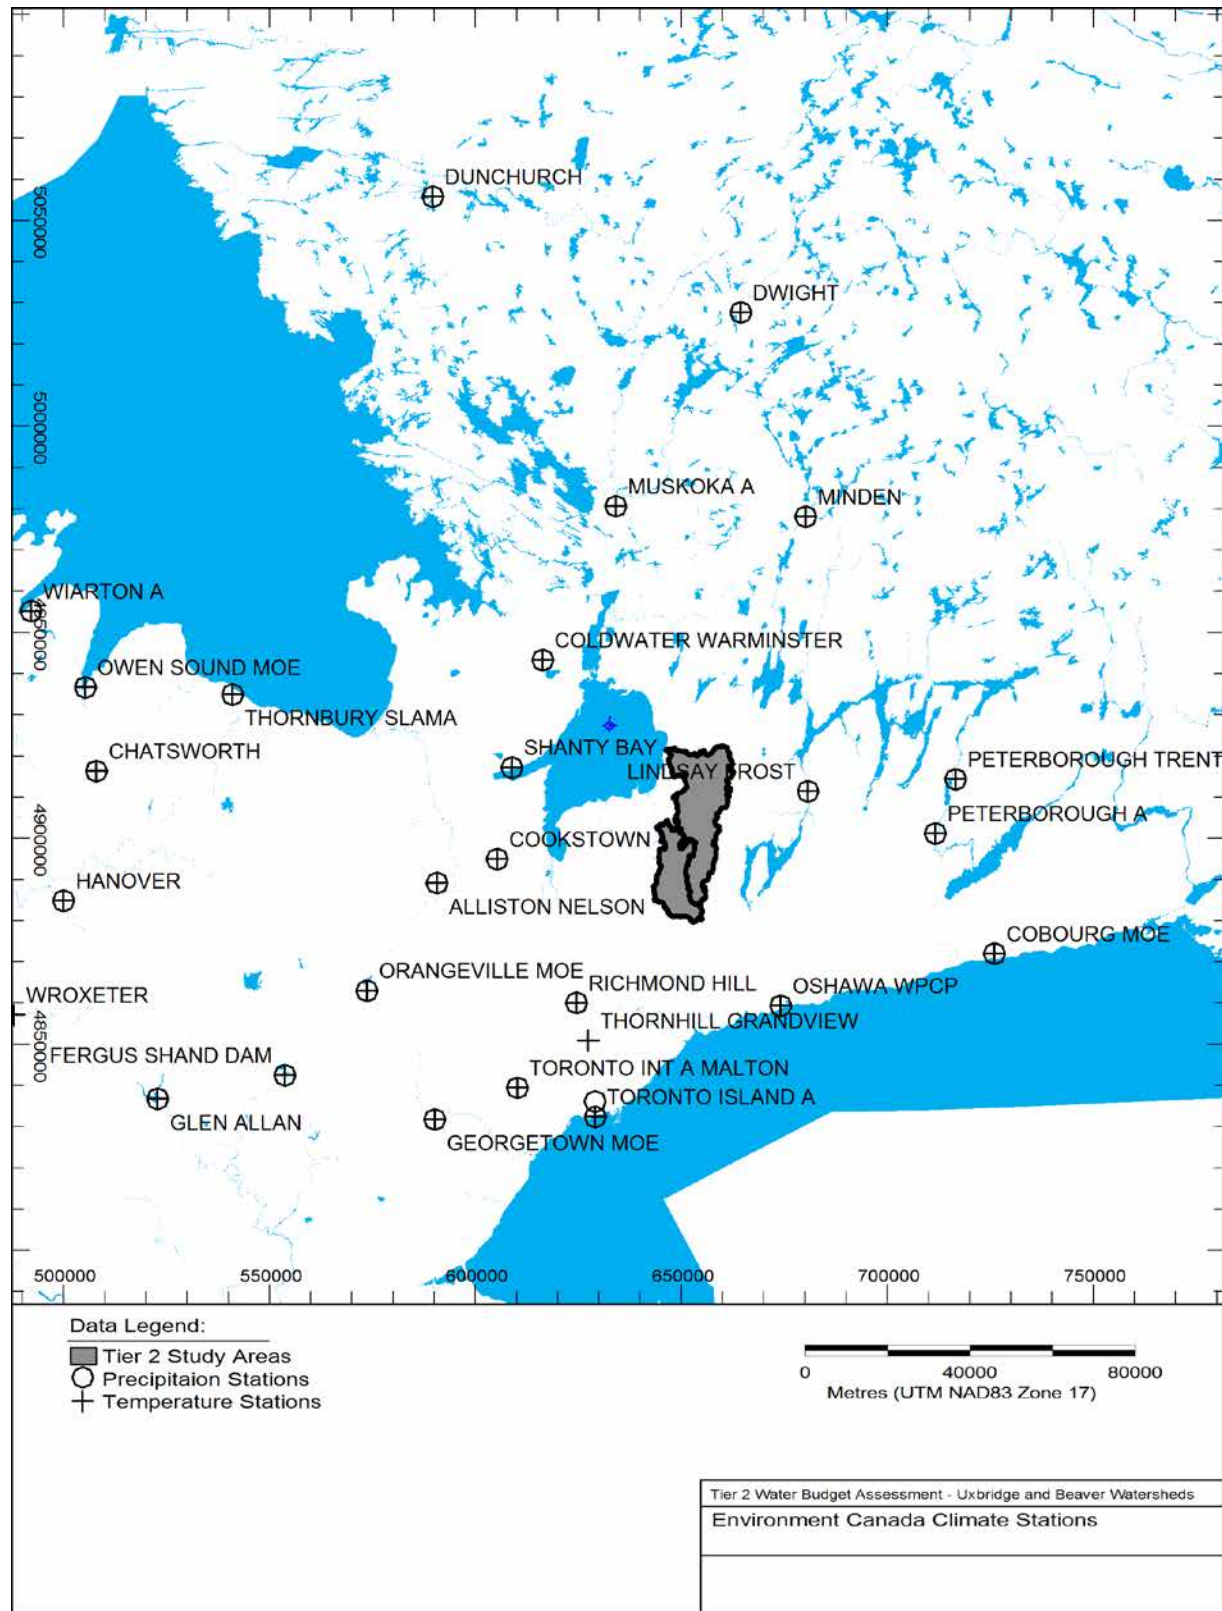 DUNCHURCH
5050000
DWIGHT
5000000
MUSKOKA A
MINDEN
WIARTON A
4950000
COLDWATER WARMINSTER
OWEN SOUND MOE
THORNBURY SLAMA
CHATSWORTH
SHANTY BAY
LINDSAY FROST
PETERBOROUGH TRENT
PETERBOROUGH A
4900000
COOKSTOWN
HANOVER
ALLISTON NELSON
COBOURG MOE
ORANGEVILLE MOE
RICHMOND HILL
OSHAWA WPCP
WROXETER
THORNHILL GRANDVIEW
4850000
FERGUS SHAND DAM
TORONTO INT A MALTON
TORONTO ISLAND A
GLEN ALLAN
GEORGETOWN MOE
500000 550000 600000 650000 700000 750000
Data Legend:
Tier 2 Study Areas
Precipitaion Stations
Temperature Stations
0 40000 80000
Metres (UTM NAD83 Zone 17)
Tier 2 Water Budget Assessment - Uxbridge and Beaver Watersheds
Environment Canada Climate Stations